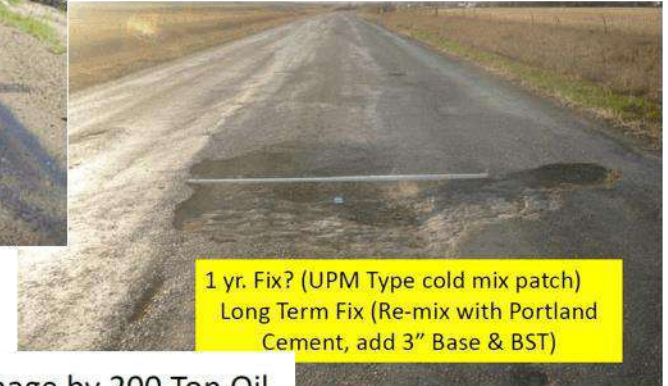 1 yr. Fix? (UPM Type cold mix patch)
Long Term Fix (Re-mix with Portland
Cement, add 3” Base & BST)
by 200 Ton Oil